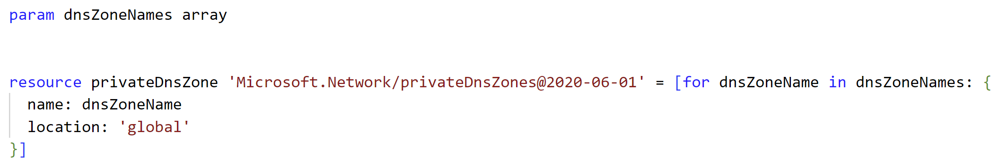 param dnsZoneNames array
resource privateDnsZone 'Microsoft.Network/privateDnsZones@2020-06-01' = [for dnsZoneName in dnsZoneNames: {
  name: dnsZoneName
  location: 'global'
}]